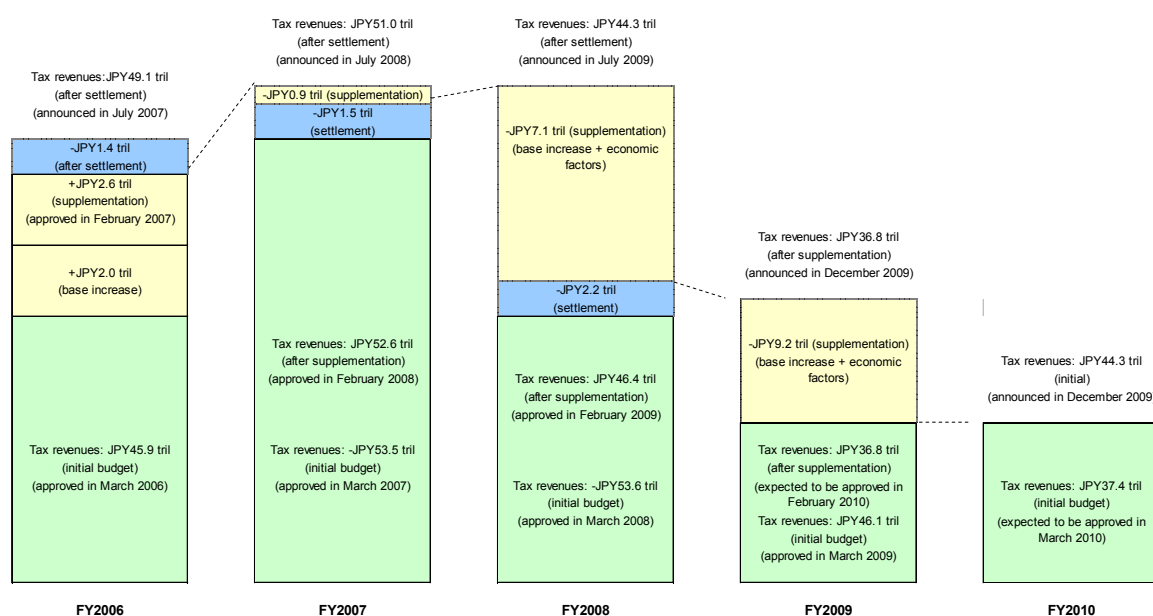 Tax revenues:JPY49.1 tril
(after settlement)
(announced in July 2007)
-JPY1.4 tril
(after settlement)
+JPY2.6 tril
(supplementation)
(approved in February 2007)
+JPY2.0 tril
(base increase)
Tax revenues: JPY45.9 tril
(initial budget)
(approved in March 2006)
FY2006
Tax revenues: JPY51.0 tril
(after settlement)
(announced in July 2008)
-JPY0.9 tril (supplementation)
-JPY1.5 tril
(settlement)
Tax revenues: JPY52.6 tril
(after supplementation)
(approved in February 2008)
Tax revenues: -JPY53.5 tril
(initial budget)
(approved in March 2007)
FY2007
Tax revenues: JPY44.3 tril
(after settlement)
(announced in July 2009)
-JPY7.1 tril (supplementation)
(base increase + economic
factors)
-JPY2.2 tril
(settlement)
Tax revenues: JPY46.4 tril
(after supplementation)
(approved in February 2009)
Tax revenues: -JPY53.6 tril
(initial budget)
(approved in March 2008)
FY2008
Tax revenues: JPY36.8 tril
(after supplementation)
(announced in December 2009)
-JPY9.2 tril (supplementation)
(base increase + economic
factors)
Tax revenues: JPY36.8 tril
(after supplementation)
(expected to be approved in
February 2010)
Tax revenues: JPY46.1 tril
(initial budget)
(approved in March 2009)
FY2009
Tax revenues: JPY44.3 tril
(initial)
(announced in December 2009
Tax revenues: JPY37.4 tril
(initial budget)
(expected to be approved in
March 2010)
FY2010